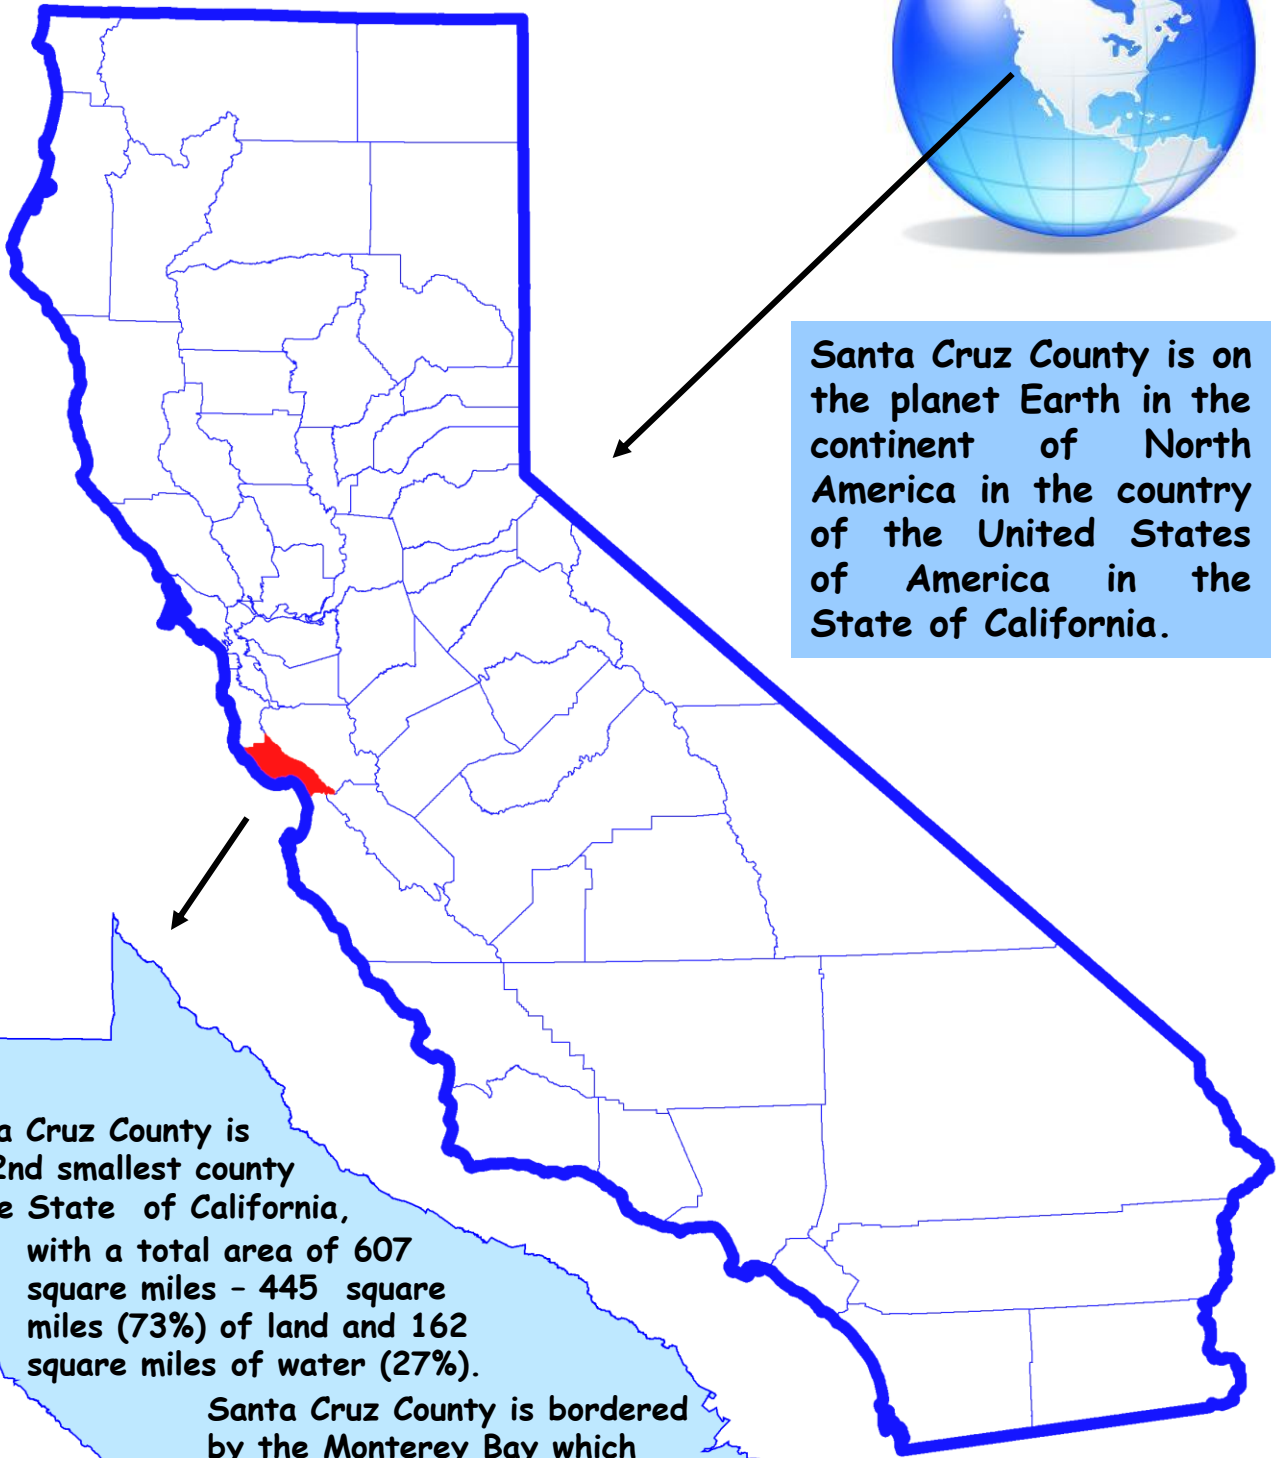 Santa Cruz County is on
the planet Earth in the
continent of North
America in the country
of the United States
of America in the
State of California.
Cruz County is
2nd smallest county
State of California,
with a total area of 607
square miles – 445 square
miles (73%) of land and 162
square miles of water (27%).
Santa Cruz County is bordered
by the Monterey Bay which